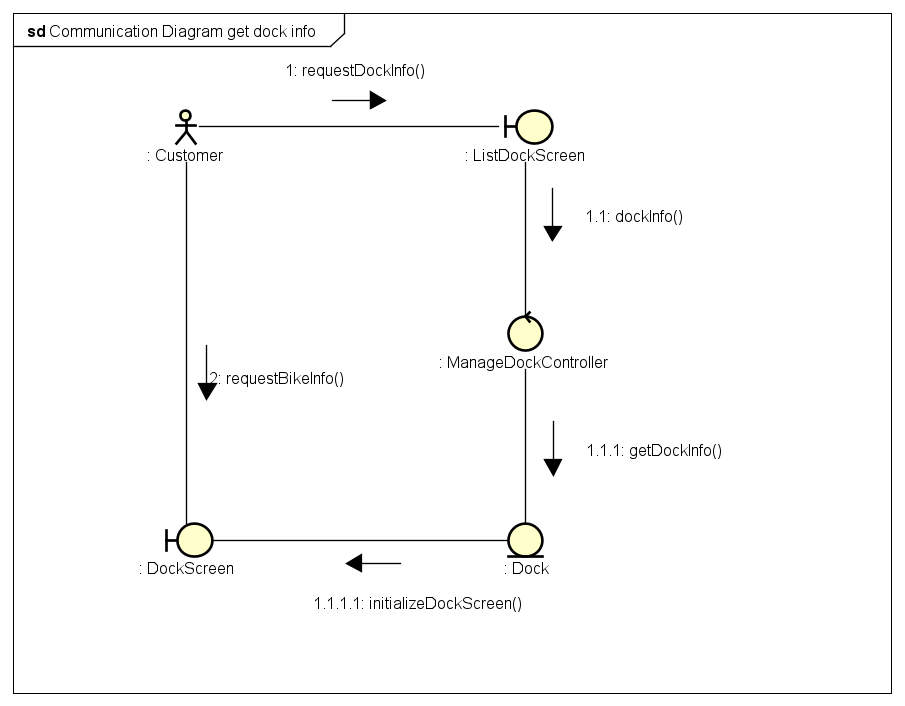 sd Communication Diagram get dock info
1: requestDockInfo()
: Customer
: ListDockScreen
1.1: dockInfo()
: ManageDockController
2: requestBikeInfo()
1.1.1: getDockInfo()
: DockScreen
: Dock
1.1.1.1: initializeDockScreen()